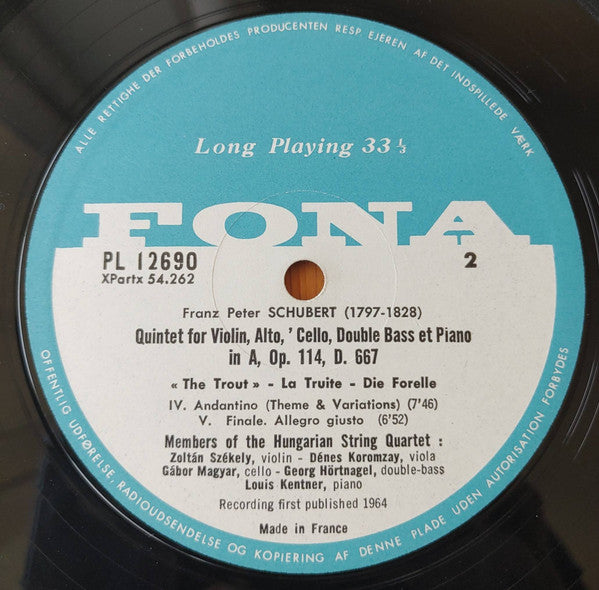 ALLE RETTIGHE DER FORBEHOLDES PRODUCENTEN RESP. EJEREN AF DET INDSPILLEDE VÆRK
Long Playing 33 ⅓
FONA
PL 12690
XPartx 54.262
2
Franz Peter SCHUBERT (1797-1828)
Quintet for Violin, Alto, ' Cello, Double Bass et Piano
in A, Op. 114, D. 667
« The Trout » - La Truite - Die Forelle
IV. Andantino (Theme & Variations) (7'46)
V. Finale. Allegro giusto (6'52)
Members of the Hungarian String Quartet :
Zoltán Székely, violin - Dénes Koromzay, viola
Gábor Magyar, cello - Georg Hörtnagel, double-bass
Louis Kentner, piano
Recording first published 1964
Made in France
OFFENTLIG UDFØRELSE, RADIOUDSENDELSE OG KOPIERING AF DENNE PLADE UDEN AUTORISATION FORBYDES